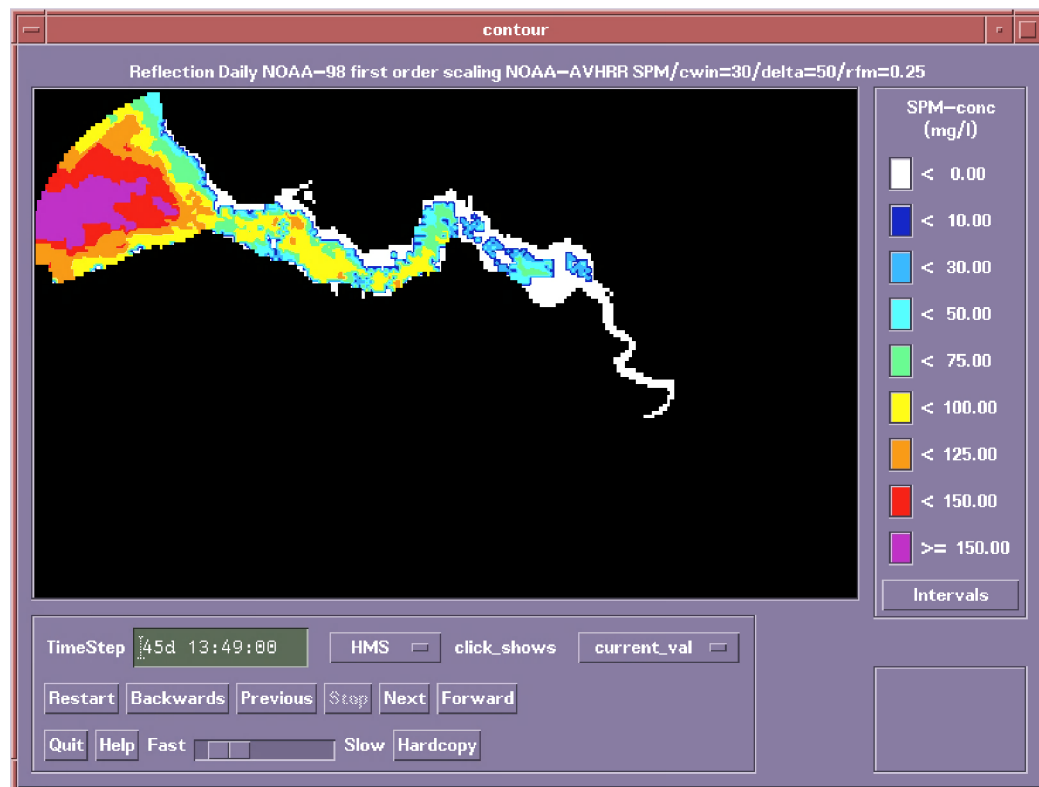 contour
Reflection Daily NOAA-98 first order scaling NOAA-AVHRR SPM/cwin=30/delta=50/rfm=0.25
SPM-conc
(mg/l)
< 0.00
< 10.00
< 30.00
< 50.00
< 75.00
< 100.00
< 125.00
< 150.00
>= 150.00
Intervals
TimeStep 45d 13:49:00 HMS click_shows current_val
Restart Backwards Previous Stop Next Forward
Quit Help Fast Slow Hardcopy